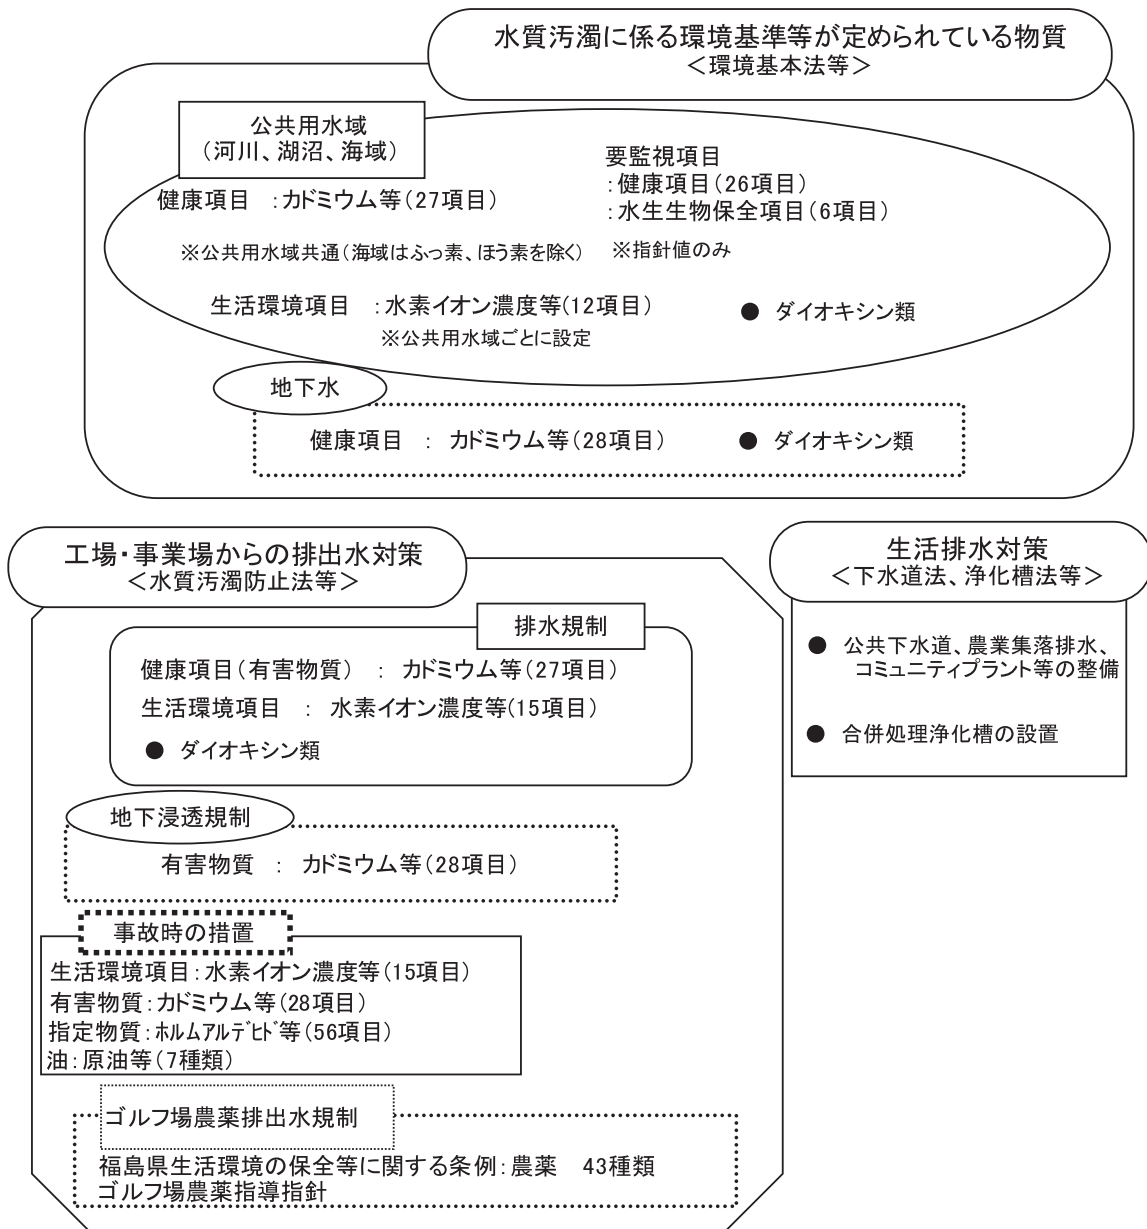 水質汚濁に係る環境基準等が定められている物質
＜環境基本法等＞
公共用水域
(河川、湖沼、海域)
健康項目 :カドミウム等(27項目)
要監視項目
:健康項目(26項目)
:水生生物保全項目(6項目)
※公共用水域共通(海域はふっ素、ほう素を除く)
※指針値のみ
生活環境項目 :水素イオン濃度等(12項目)
● ダイオキシン類
※公共用水域ごとに設定
地下水
健康項目 : カドミウム等(28項目)
● ダイオキシン類
工場・事業場からの排出水対策
＜水質汚濁防止法等＞
排水規制
健康項目(有害物質) : カドミウム等(27項目)
生活環境項目 : 水素イオン濃度等(15項目)
● ダイオキシン類
地下浸透規制
有害物質 : カドミウム等(28項目)
事故時の措置
生活環境項目:水素イオン濃度等(15項目)
有害物質:カドミウム等(28項目)
指定物質:ﾎﾙﾑｱﾙﾃﾞﾋﾄﾞ等(56項目)
油:原油等(7種類)
ゴルフ場農薬排出水規制
福島県生活環境の保全等に関する条例:農薬 43種類
ゴルフ場農薬指導指針
生活排水対策
＜下水道法、浄化槽法等＞
● 公共下水道、農業集落排水、
コミュニティプラント等の整備
● 合併処理浄化槽の設置